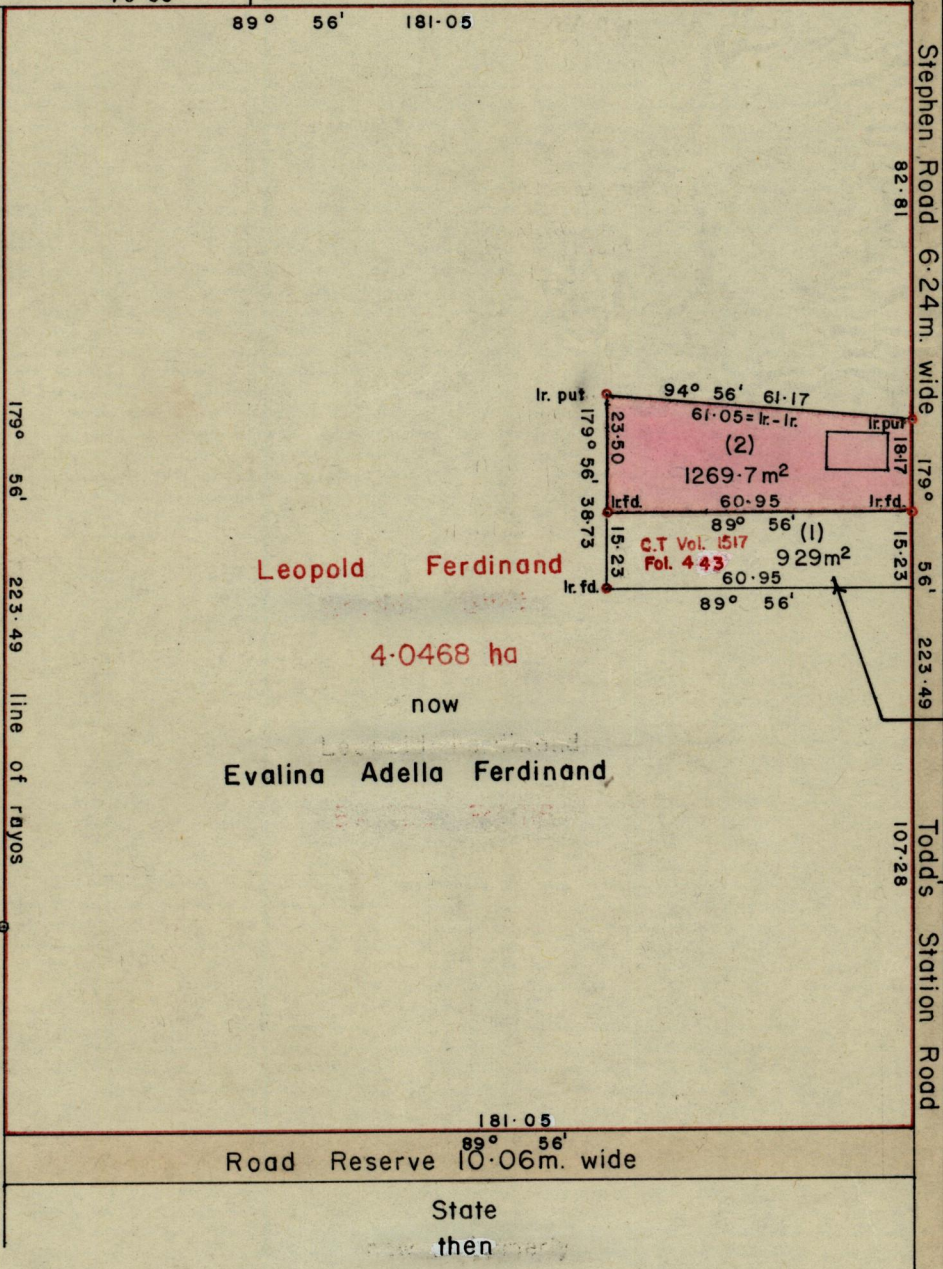 89° 56' 181·05
Stephen Road 6·24m. wide
82·81
Ir. put
94° 56' 61·17
61·05 = Ir. - Ir.
Ir. put
179° 56' 38·73
23·50
(2)
1269·7 m²
18·17
179° 56' 223·49
Ir. fd.
60·95
Ir. fd.
89° 56'
(1)
929m²
15·23
C.T Vol. 1517
Fol. 443
15·23
60·95
Ir. fd.
89° 56'
179° 56' 223·49 line of rayos
Leopold Ferdinand
4·0468 ha
now
Evalina Adella Ferdinand
107·28
Todd's Station Road
181·05
89° 56'
Road Reserve 10·06m. wide
State
then